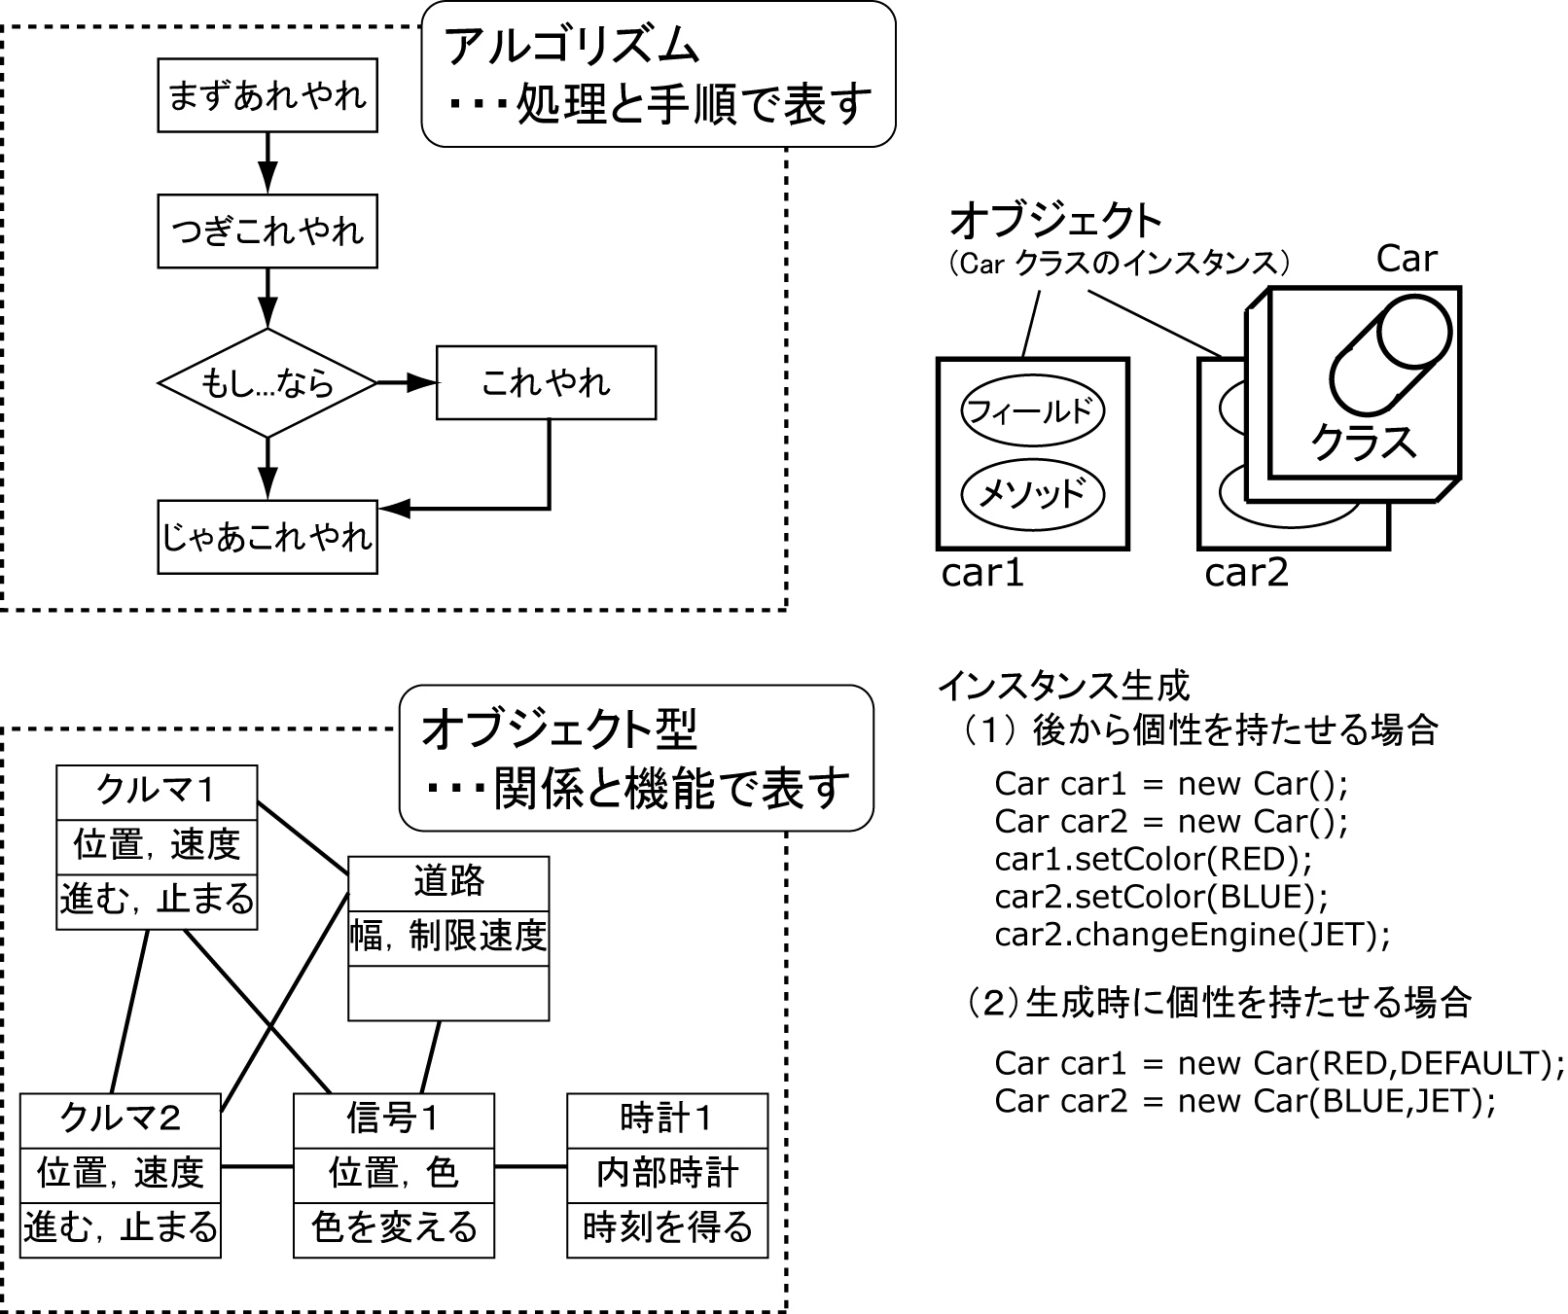 アルゴリズム
・・・処理と手順で表す
まずあれやれ
つぎこれやれ
もし...なら
これやれ
じゃあこれやれ
オブジェクト型
・・・関係と機能で表す
クルマ１
位置，速度
進む，止まる
道路
幅，制限速度
クルマ２
位置，速度
進む，止まる
信号１
位置，色
色を変える
時計１
内部時計
時刻を得る
オブジェクト
（Car クラスのインスタンス）
Car
クラス
フィールド
メソッド
car1
car2
インスタンス生成
（１）後から個性を持たせる場合
Car car1 = new Car();
Car car2 = new Car();
car1.setColor(RED);
car2.setColor(BLUE);
car2.changeEngine(JET);
（２）生成時に個性を持たせる場合
Car car1 = new Car(RED,DEFAULT);
Car car2 = new Car(BLUE,JET);